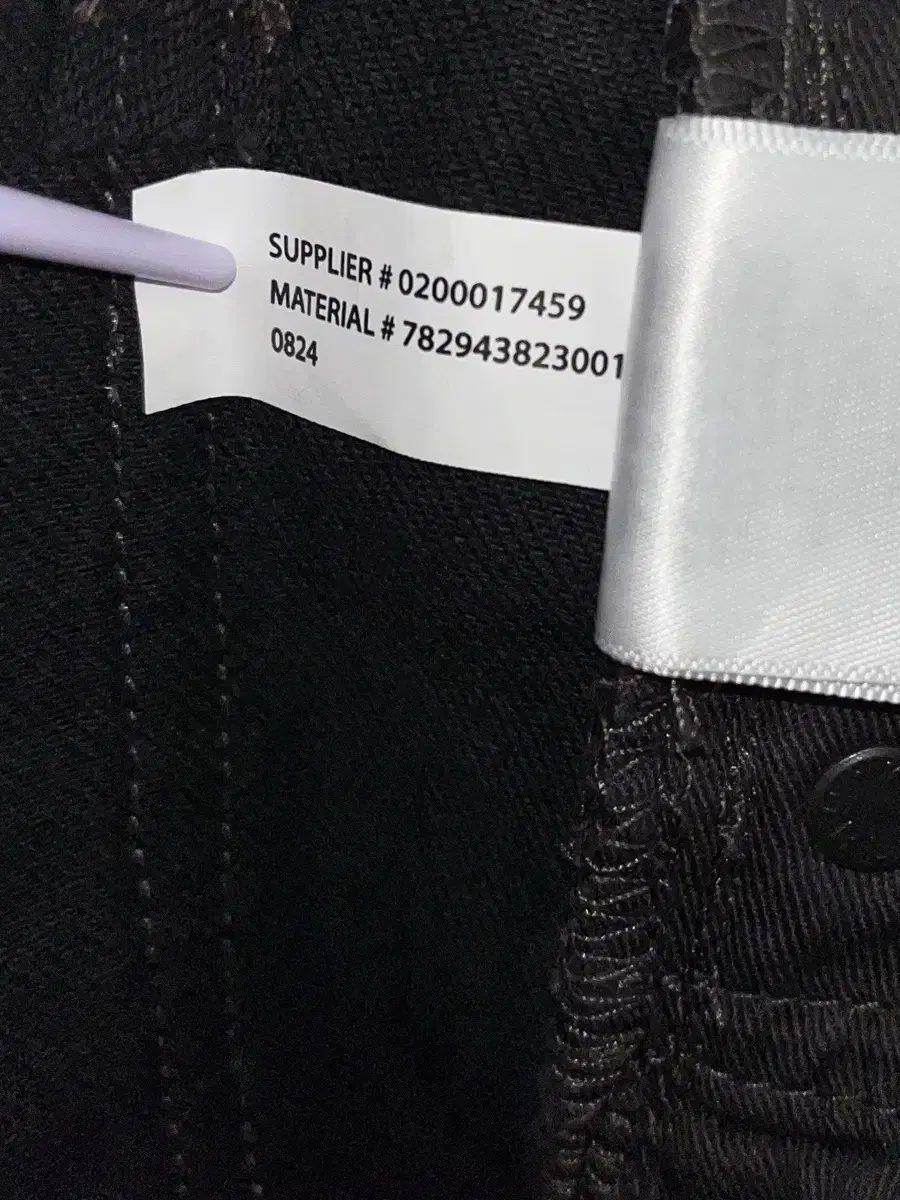 SUPPLIER # 0200017459
MATERIAL # 782943823001
0824